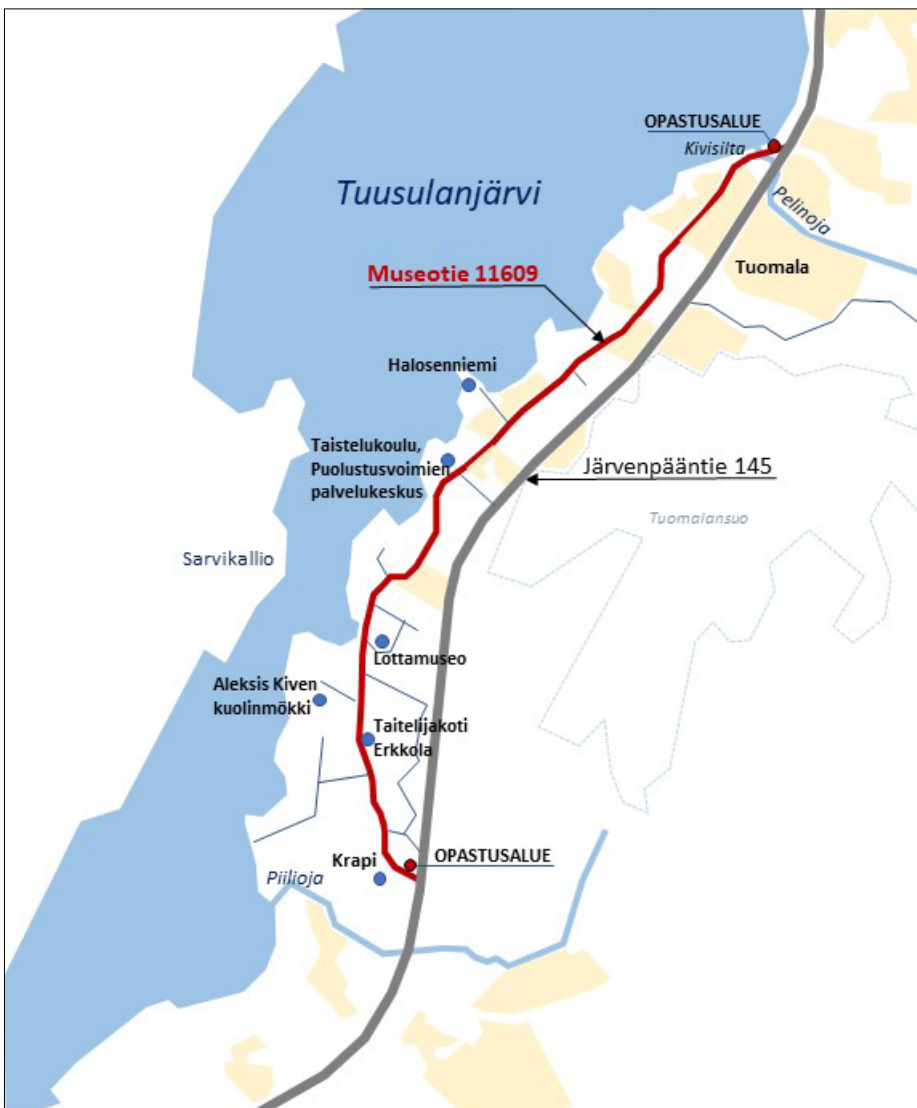 OPASTUSALUE
Kivisilta
Tuusulanjärvi
Pelinoja
Tuomala
Museotie 11609
Halosenniemi
Taistelukoulu,
Puolustusvoimien
palvelukeskus
Järvenpääntie 145
Tuomalansuo
Sarvikallio
Lottamuseo
Aleksis Kiven
kuolinmökki
Taitelijakoti
Erkkola
Krapi
OPASTUSALUE
Piilioja